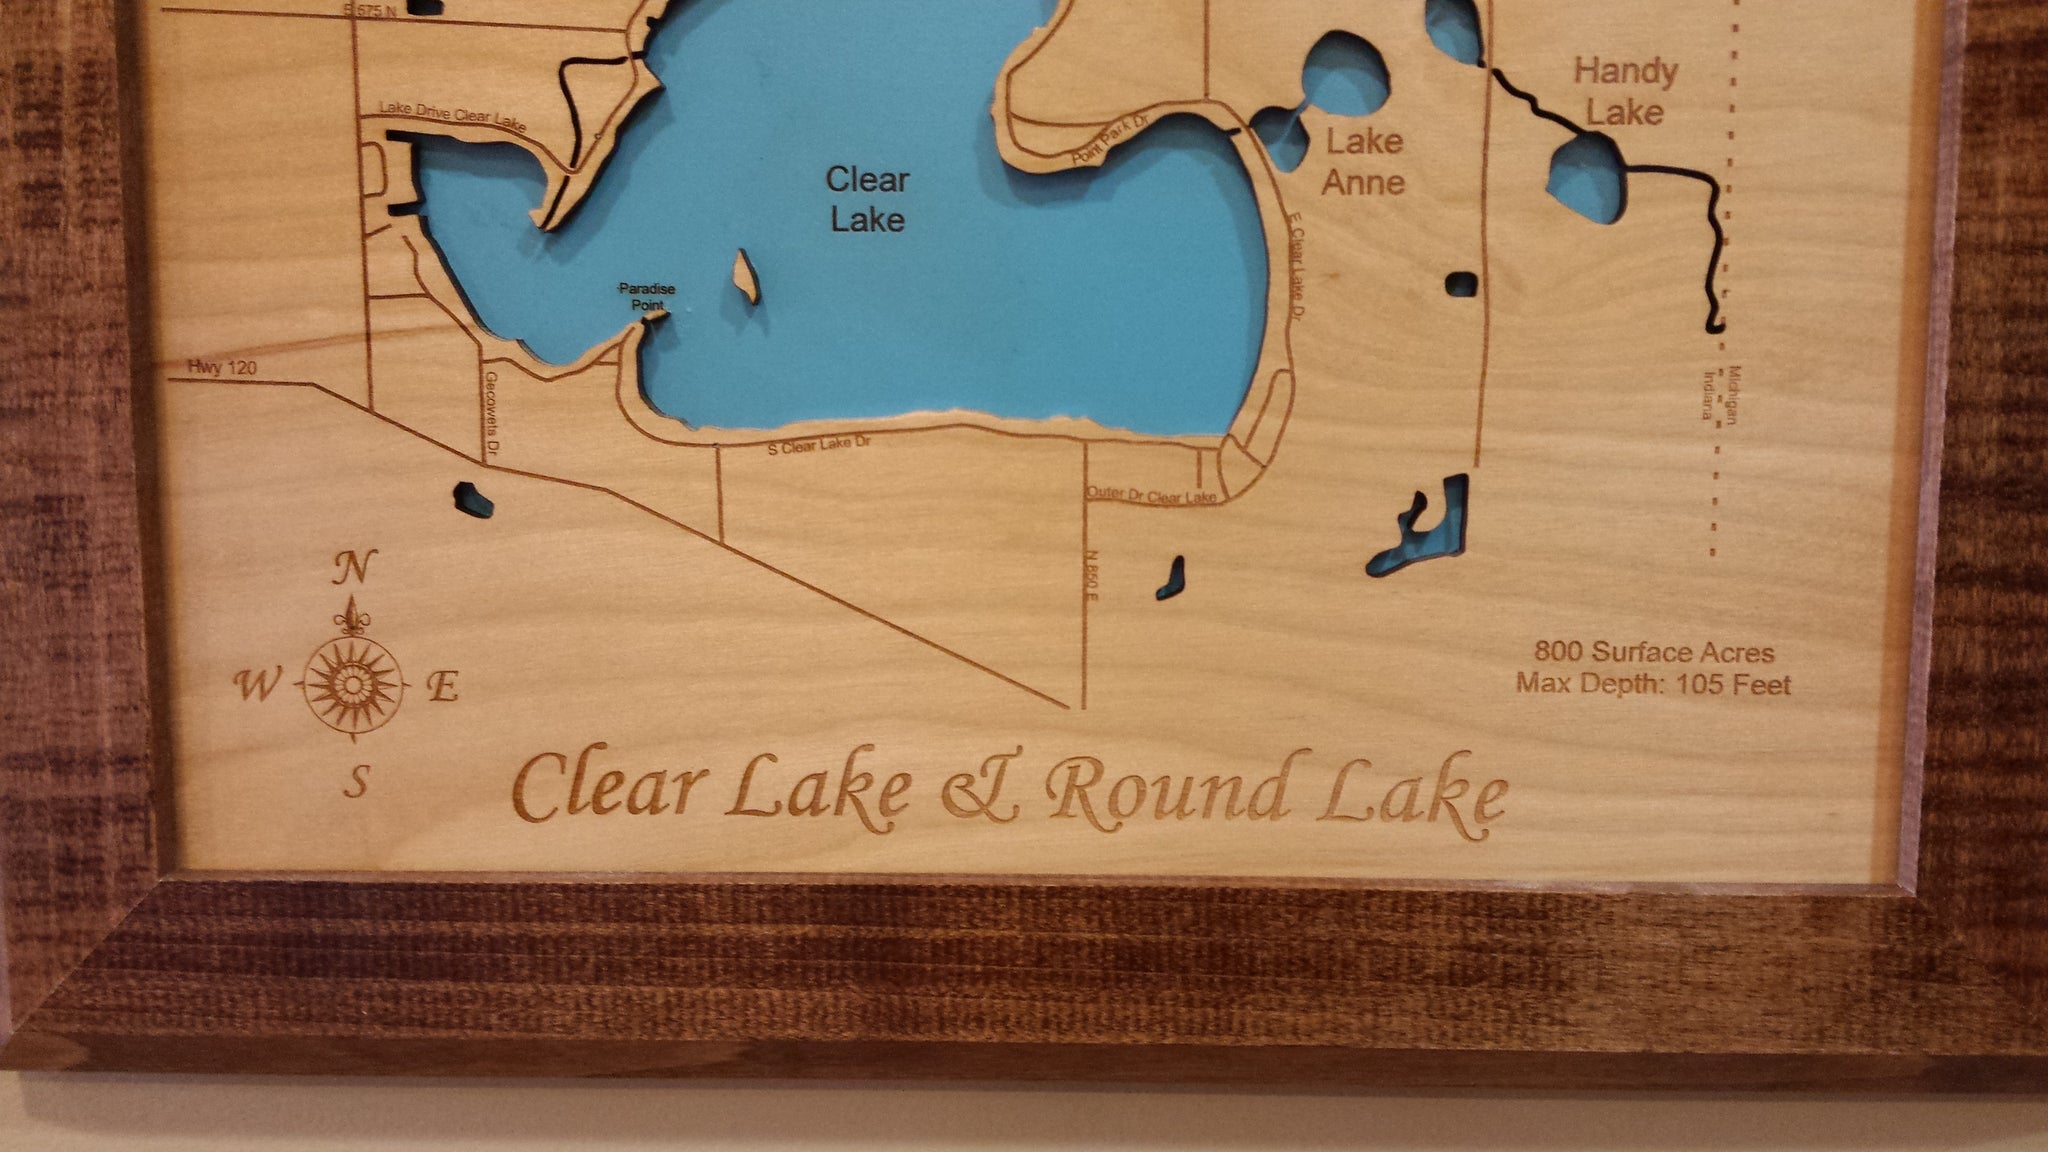 E 575 N
Handy
Lake
Lake Drive Clear Lake
Point Park Dr
Lake
Anne
Clear
Lake
E Clear Lake Dr
Paradise
Point
Hwy 120
Gecowets Dr
Michigan
Indiana
S Clear Lake Dr
Outer Dr Clear Lake
N 850 E
N
W
E
S
800 Surface Acres
Max Depth: 105 Feet
Clear Lake & Round Lake